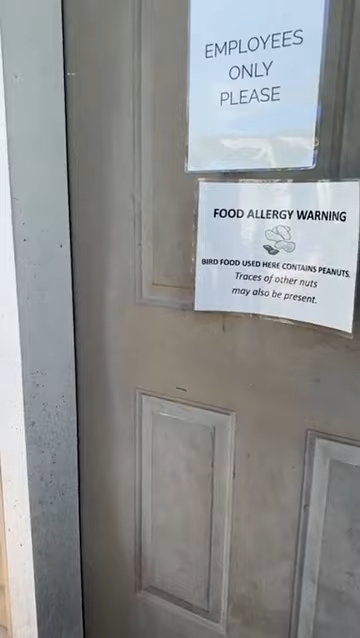 EMPLOYEES
ONLY
PLEASE
FOOD ALLERGY WARNING
BIRD FOOD USED HERE CONTAINS PEANUTS.
Traces of other nuts
may also be present.